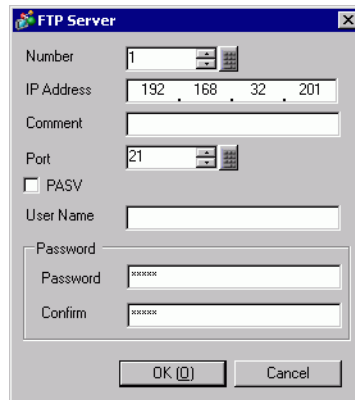 FTP Server
Number 1
IP Address 192 . 168 . 32 . 201
Comment
Port 21
PASV
User Name
Password
Password *****
Confirm *****
OK (O) Cancel